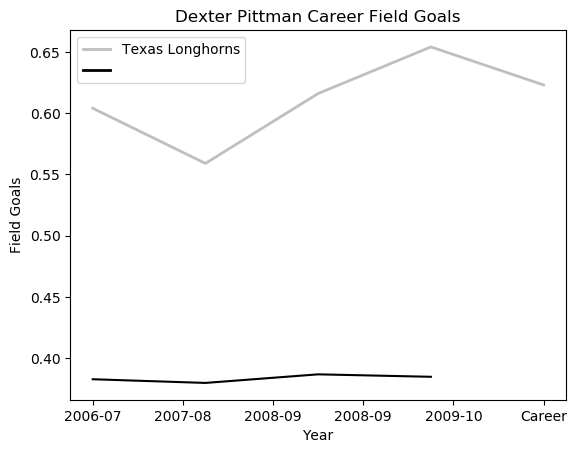 Dexter Pittman Career Field Goals
Texas Longhorns
0.65
0.60
0.55
0.50
0.45
0.40
Field Goals
2006-07 2007-08 2008-09 2008-09 2009-10 Career
Year